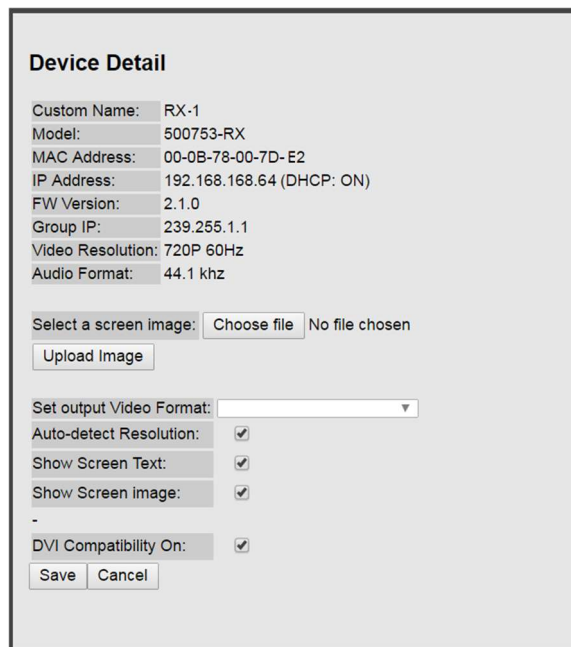 Device Detail
Custom Name: RX-1
Model: 500753-RX
MAC Address: 00-0B-78-00-7D-E2
IP Address: 192.168.168.64 (DHCP: ON)
FW Version: 2.1.0
Group IP: 239.255.1.1
Video Resolution: 720P 60Hz
Audio Format: 44.1 khz
Select a screen image: Choose file No file chosen
Upload Image
Set output Video Format:
Auto-detect Resolution:
Show Screen Text:
Show Screen image:
-
DVI Compatibility On:
Save Cancel